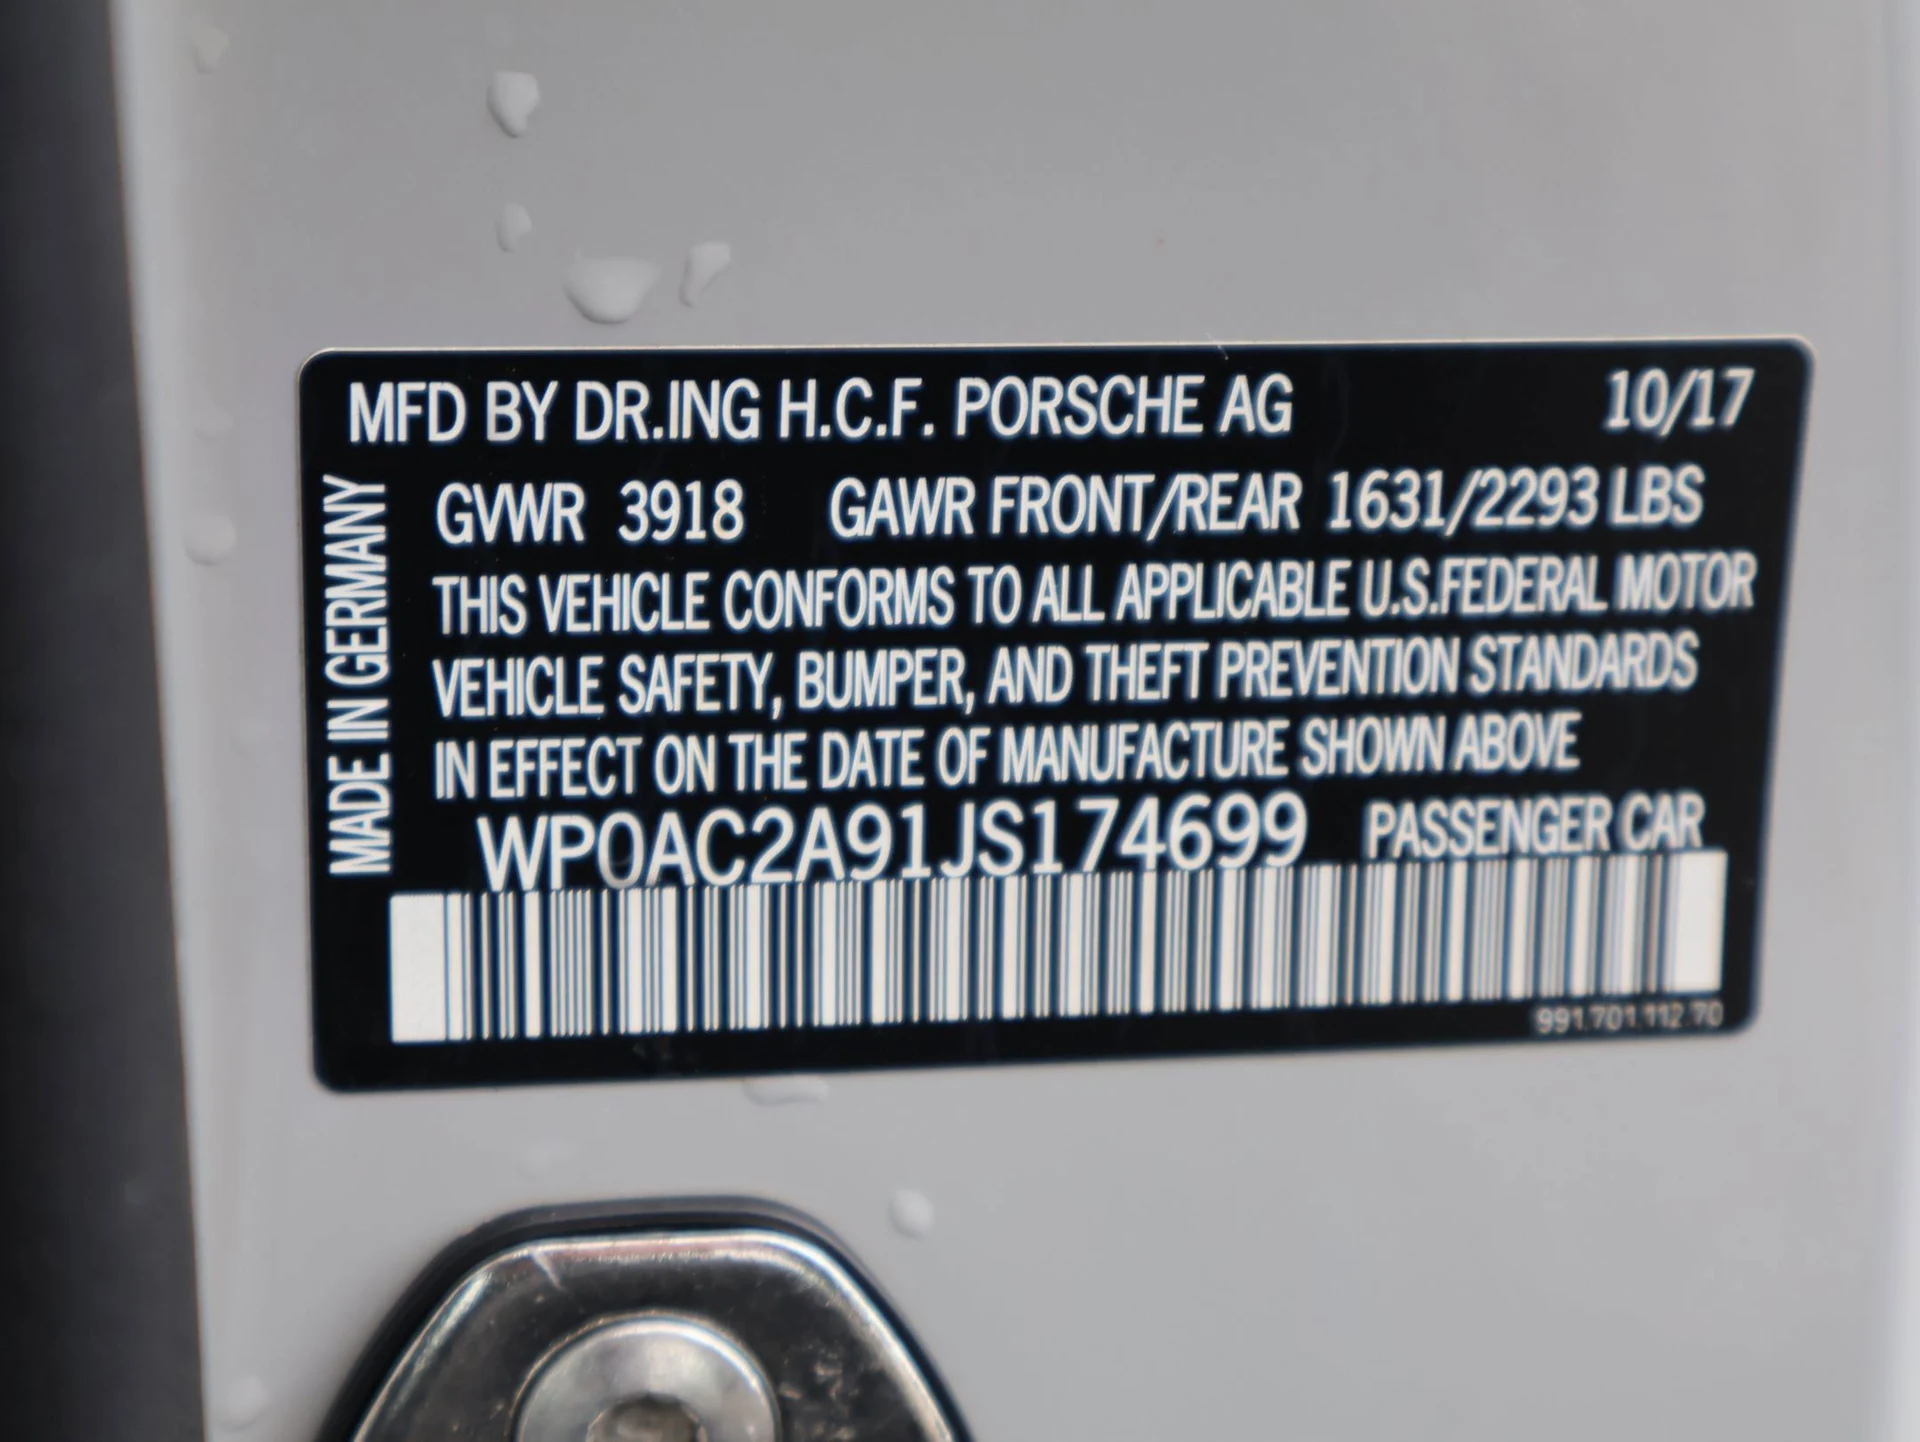 MFD BY DR.ING H.C.F. PORSCHE AG 10/17
MADE IN GERMANY
GVWR 3918 GAWR FRONT/REAR 1631/2293 LBS
THIS VEHICLE CONFORMS TO ALL APPLICABLE U.S.FEDERAL MOTOR
VEHICLE SAFETY, BUMPER, AND THEFT PREVENTION STANDARDS
IN EFFECT ON THE DATE OF MANUFACTURE SHOWN ABOVE
WP0AC2A91JS174699 PASSENGER CAR
991.701.112.70